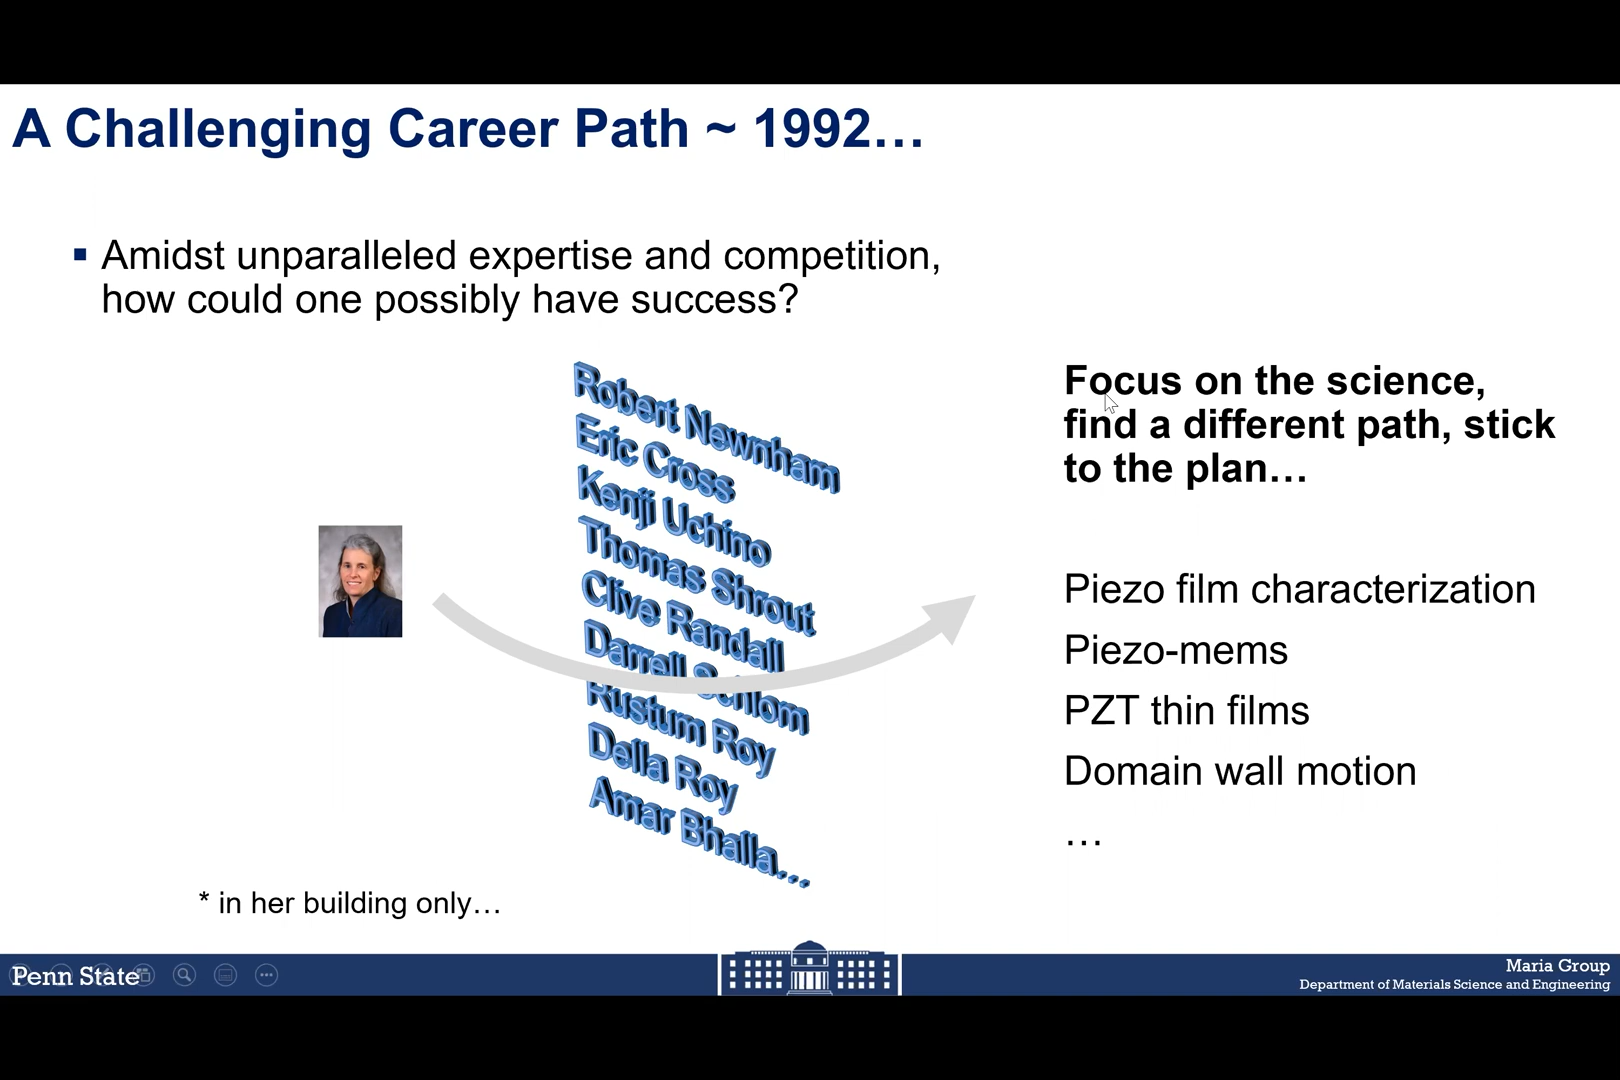 A Challenging Career Path ~ 1992…
▪ Amidst unparalleled expertise and competition,
how could one possibly have success?
Robert Newnham
Eric Cross
Kenji Uchino
Thomas Shrout
Clive Randall
Darrell Schlom
Rustum Roy
Della Roy
Amar Bhalla…
Focus on the science,
find a different path, stick
to the plan…
Piezo film characterization
Piezo-mems
PZT thin films
Domain wall motion
…
* in her building only…
Penn State
Maria Group
Department of Materials Science and Engineering